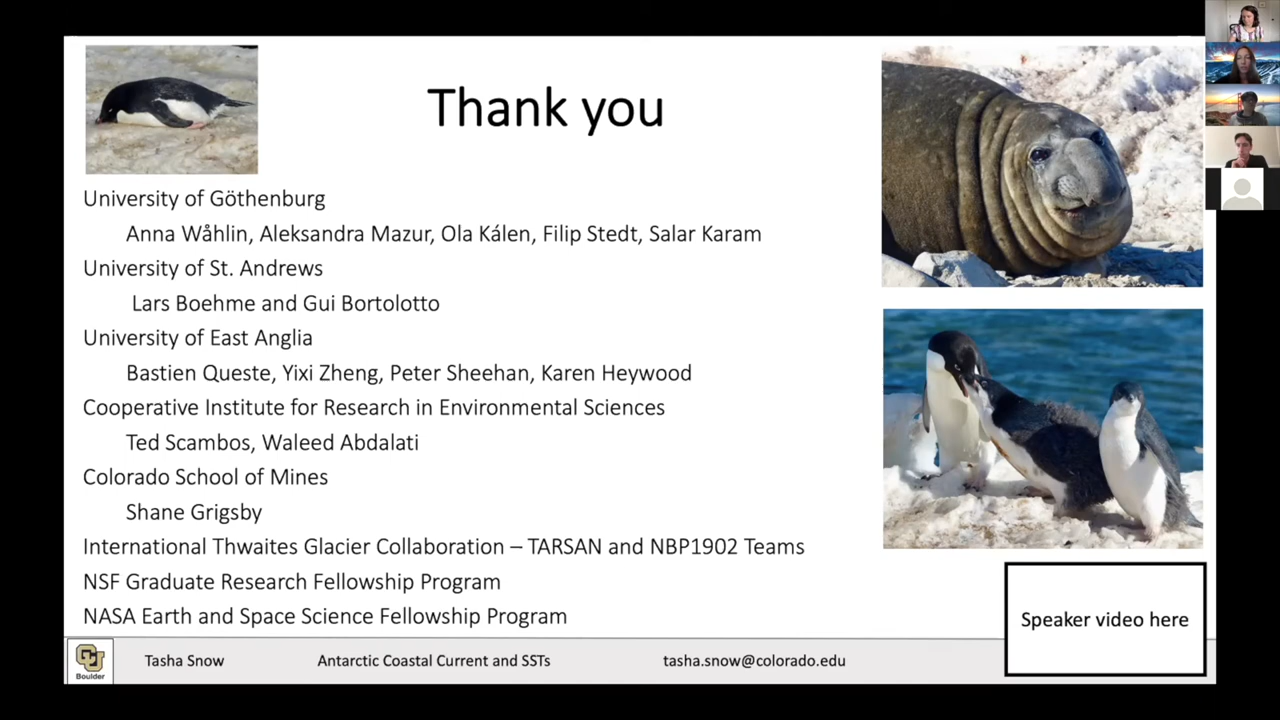 Thank you
University of Göthenburg
Anna Wåhlin, Aleksandra Mazur, Ola Kálen, Filip Stedt, Salar Karam
University of St. Andrews
Lars Boehme and Gui Bortolotto
University of East Anglia
Bastien Queste, Yixi Zheng, Peter Sheehan, Karen Heywood
Cooperative Institute for Research in Environmental Sciences
Ted Scambos, Waleed Abdalati
Colorado School of Mines
Shane Grigsby
International Thwaites Glacier Collaboration – TARSAN and NBP1902 Teams
NSF Graduate Research Fellowship Program
NASA Earth and Space Science Fellowship Program
Speaker video here
CU
Boulder
Tasha Snow
Antarctic Coastal Current and SSTs
tasha.snow@colorado.edu